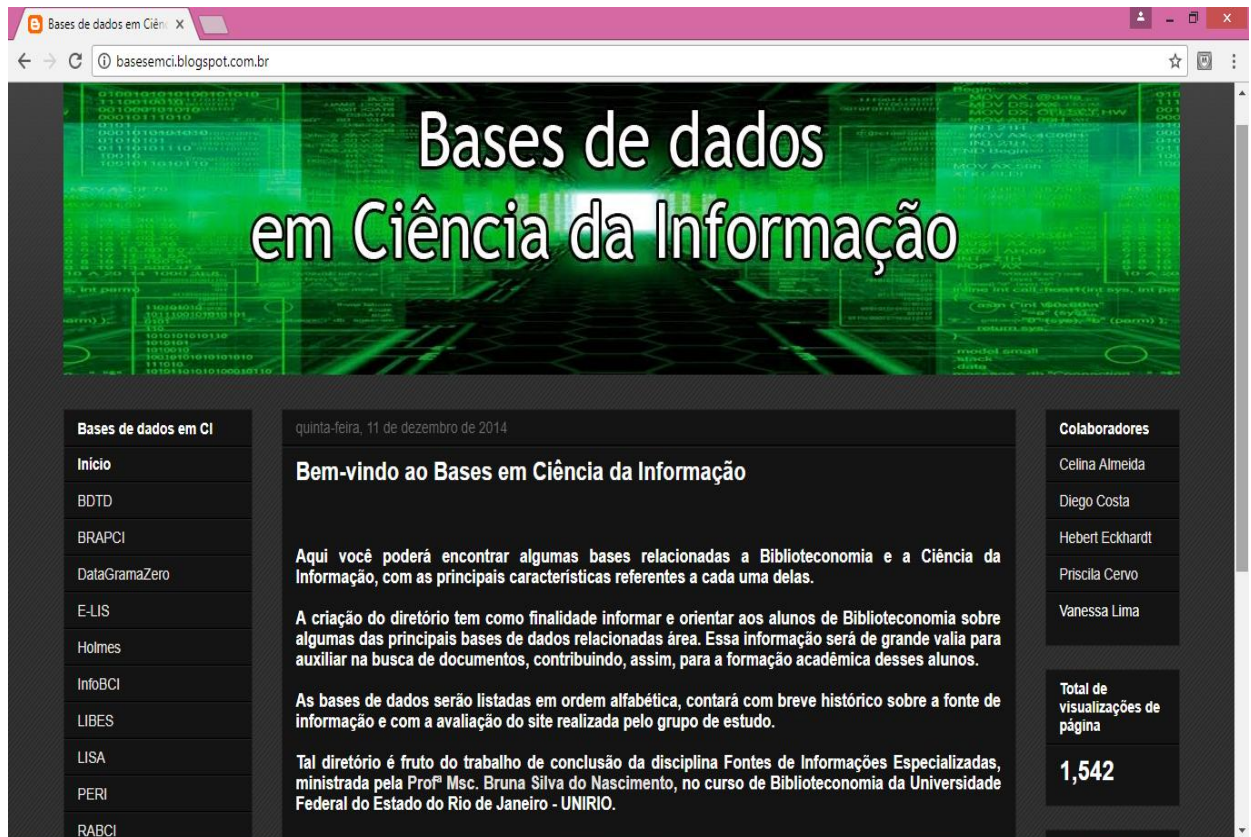 Bases de dados em Ciênc
basesemci.blogspot.com.br
Bases de dados
em Ciência da Informação
Bases de dados em CI
Início
BDTD
BRAPCI
DataGramaZero
E-LIS
Holmes
InfoBCI
LIBES
LISA
PERI
RABCI
quinta-feira, 11 de dezembro de 2014
Bem-vindo ao Bases em Ciência da Informação
Aqui você poderá encontrar algumas bases relacionadas a Biblioteconomia e a Ciência da
Informação, com as principais características referentes a cada uma delas.
A criação do diretório tem como finalidade informar e orientar aos alunos de Biblioteconomia sobre
algumas das principais bases de dados relacionadas área. Essa informação será de grande valia para
auxiliar na busca de documentos, contribuindo, assim, para a formação acadêmica desses alunos.
As bases de dados serão listadas em ordem alfabética, contará com breve histórico sobre a fonte de
informação e com a avaliação do site realizada pelo grupo de estudo.
Tal diretório é fruto do trabalho de conclusão da disciplina Fontes de Informações Especializadas,
ministrada pela Profª Msc. Bruna Silva do Nascimento, no curso de Biblioteconomia da Universidade
Federal do Estado do Rio de Janeiro - UNIRIO.
Colaboradores
Celina Almeida
Diego Costa
Hebert Eckhardt
Priscila Cervo
Vanessa Lima
Total de
visualizações de
página
1,542